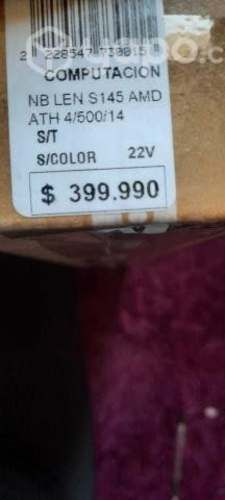 COMPUTACION
NB LEN S145 AMD
ATH 4/500/14
S/T
S/COLOR 22V
$ 399.990